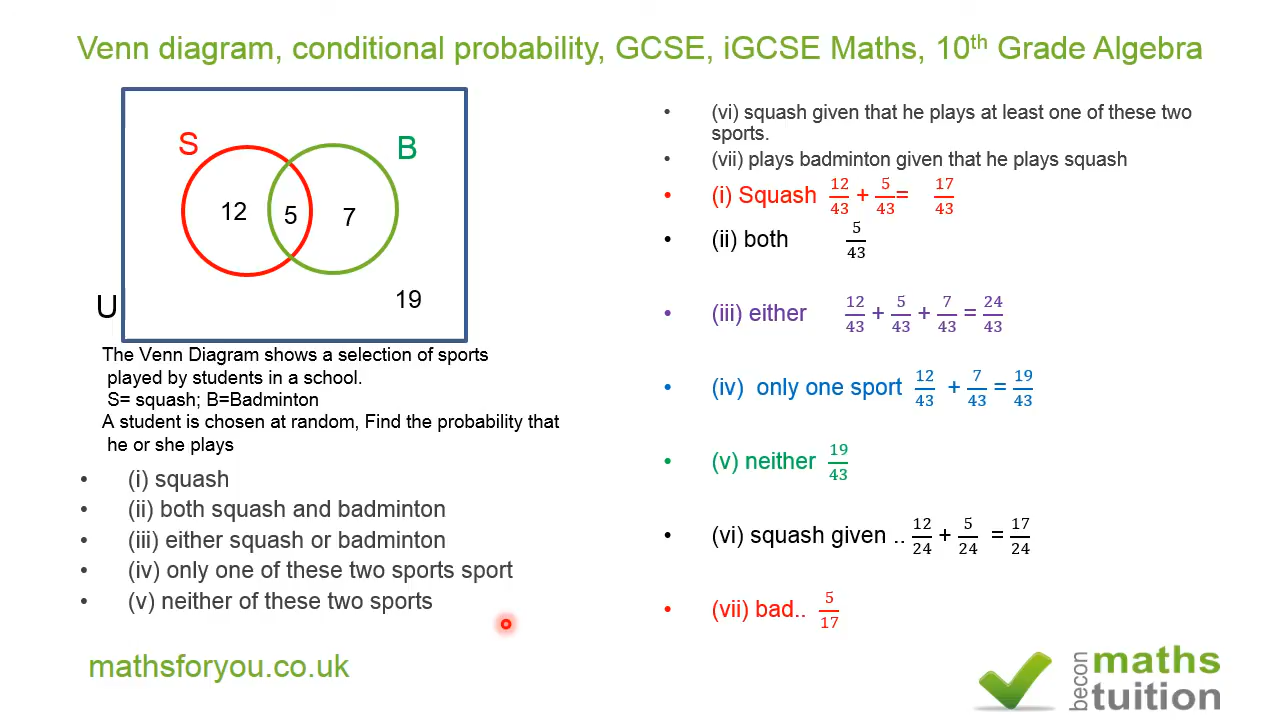 Venn diagram, conditional probability, GCSE, iGCSE Maths, 10th Grade Algebra
S
B
12
5
7
19
U
The Venn Diagram shows a selection of sports
played by students in a school.
S= squash; B=Badminton
A student is chosen at random, Find the probability that
he or she plays
• (i) squash
• (ii) both squash and badminton
• (iii) either squash or badminton
• (iv) only one of these two sports sport
• (v) neither of these two sports
• (vi) squash given that he plays at least one of these two
sports.
• (vii) plays badminton given that he plays squash
• (i) Squash 12/43 + 5/43 = 17/43
• (ii) both 5/43
• (iii) either 12/43 + 5/43 + 7/43 = 24/43
• (iv) only one sport 12/43 + 7/43 = 19/43
• (v) neither 19/43
• (vi) squash given .. 12/24 + 5/24 = 17/24
• (vii) bad.. 5/17
mathsforyou.co.uk
becon
maths
tuition